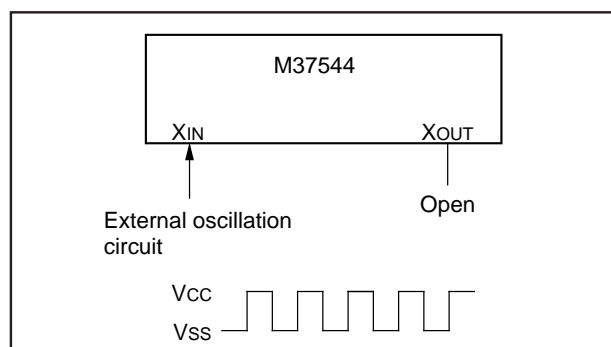 M37544
XIN XOUT
External oscillation
circuit
Open
VCC
VSS